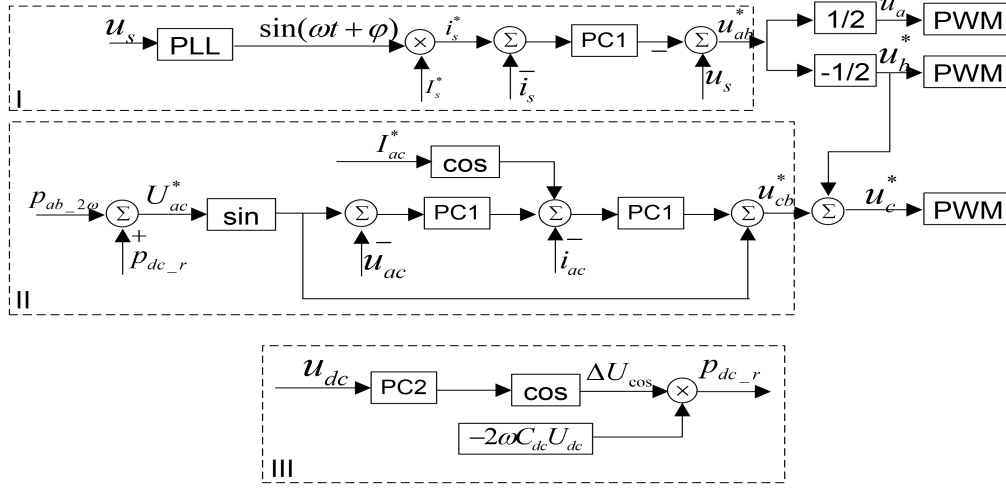 u_s
PLL
sin(ωt + φ)
×
I_s^*
i_s^*
Σ
i_s
PC1
−
Σ
u_s
u_ab^*
1/2
u_a^*
PWM
-1/2
u_b^*
PWM
I
I_ac^*
cos
p_ab_2ω
Σ
+
p_dc_r
U_ac^*
sin
Σ
−
u_ac
PC1
Σ
−
i_ac
PC1
Σ
u_cb^*
Σ
u_c^*
PWM
II
u_dc
PC2
cos
ΔU_cos
×
p_dc_r
−2ωC_dcU_dc
III